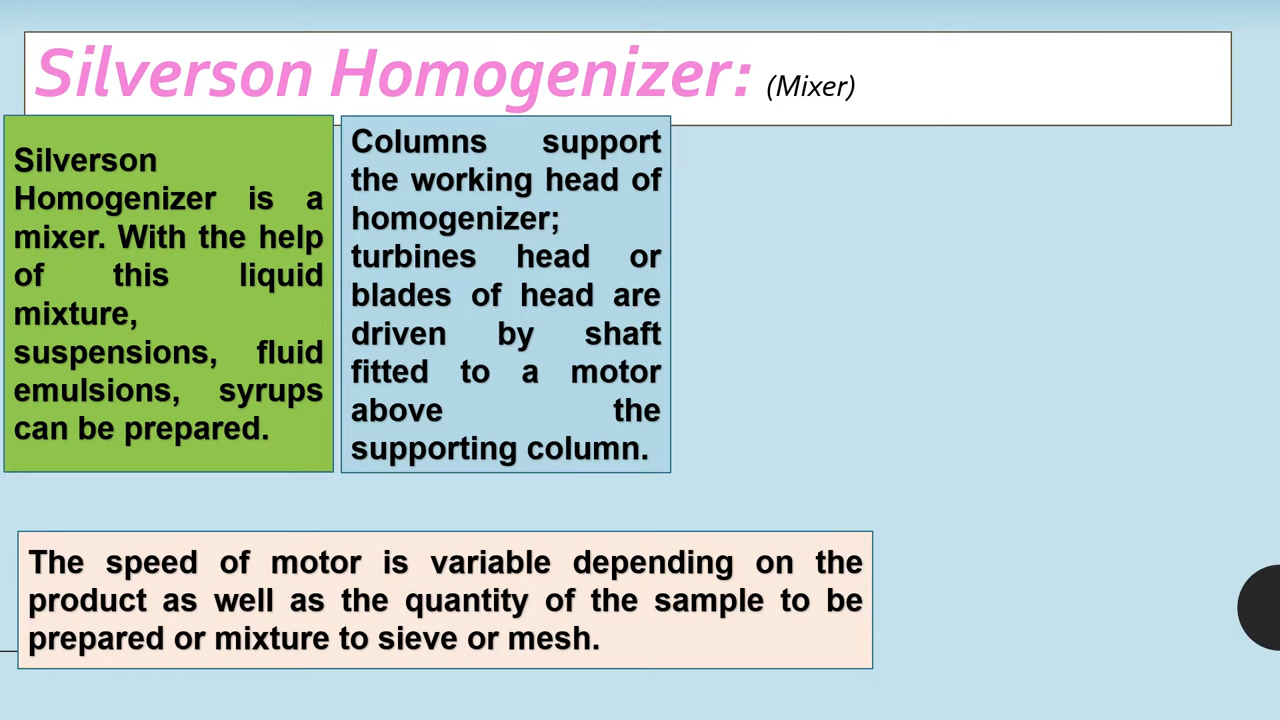 Silverson Homogenizer: (Mixer)
Silverson
Homogenizer is a
mixer. With the help
of this liquid
mixture,
suspensions, fluid
emulsions, syrups
can be prepared.
Columns support
the working head of
homogenizer;
turbines head or
blades of head are
driven by shaft
fitted to a motor
above the
supporting column.
The speed of motor is variable depending on the
product as well as the quantity of the sample to be
prepared or mixture to sieve or mesh.